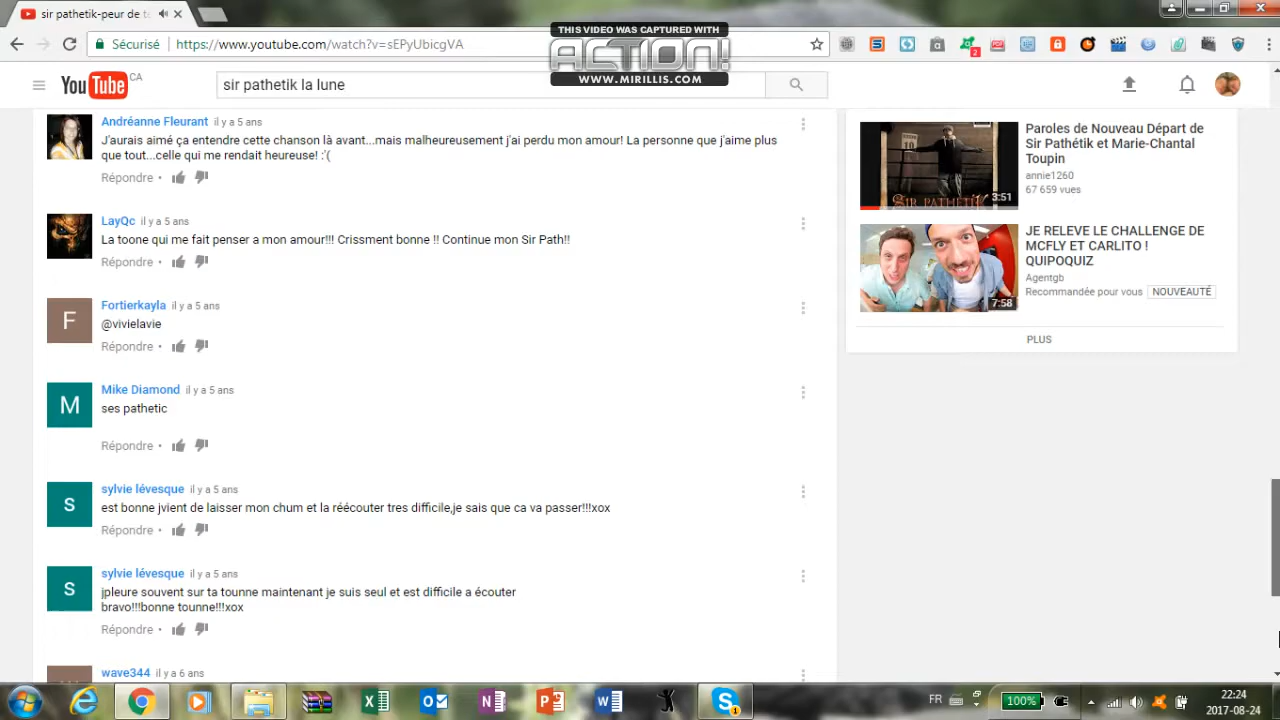 sir pathetik-peur de ta
THIS VIDEO WAS CAPTURED WITH
ACTION!
WWW.MIRILLIS.COM
Sécurisé
https://www.youtube.com/watch?v=sEPyUbicgVA
2
YouTube CA
sir pathetik la lune
Andréanne Fleurant il y a 5 ans
J'aurais aimé ça entendre cette chanson là avant...mais malheureusement j'ai perdu mon amour! La personne que j'aime plus
que tout...celle qui me rendait heureuse! :'(
Répondre •
LayQc il y a 5 ans
La toone qui me fait penser a mon amour!!! Crissment bonne !! Continue mon Sir Path!!
Répondre •
F
Fortierkayla il y a 5 ans
@vivielavie
Répondre •
M
Mike Diamond il y a 5 ans
ses pathetic
Répondre •
S
sylvie lévesque il y a 5 ans
est bonne jvient de laisser mon chum et la réécouter tres difficile,je sais que ca va passer!!!xox
Répondre •
S
sylvie lévesque il y a 5 ans
jpleure souvent sur ta tounne maintenant je suis seul et est difficile a écouter
bravo!!!bonne tounne!!!xox
Répondre •
wave344 il y a 6 ans
SIR PATHETIK
3:51
Paroles de Nouveau Départ de
Sir Pathétik et Marie-Chantal
Toupin
annie1260
67 659 vues
7:58
JE RELEVE LE CHALLENGE DE
MCFLY ET CARLITO !
QUIPOQUIZ
Agentgb
Recommandée pour vous NOUVEAUTÉ
PLUS
FR
100%
22:24
2017-08-24